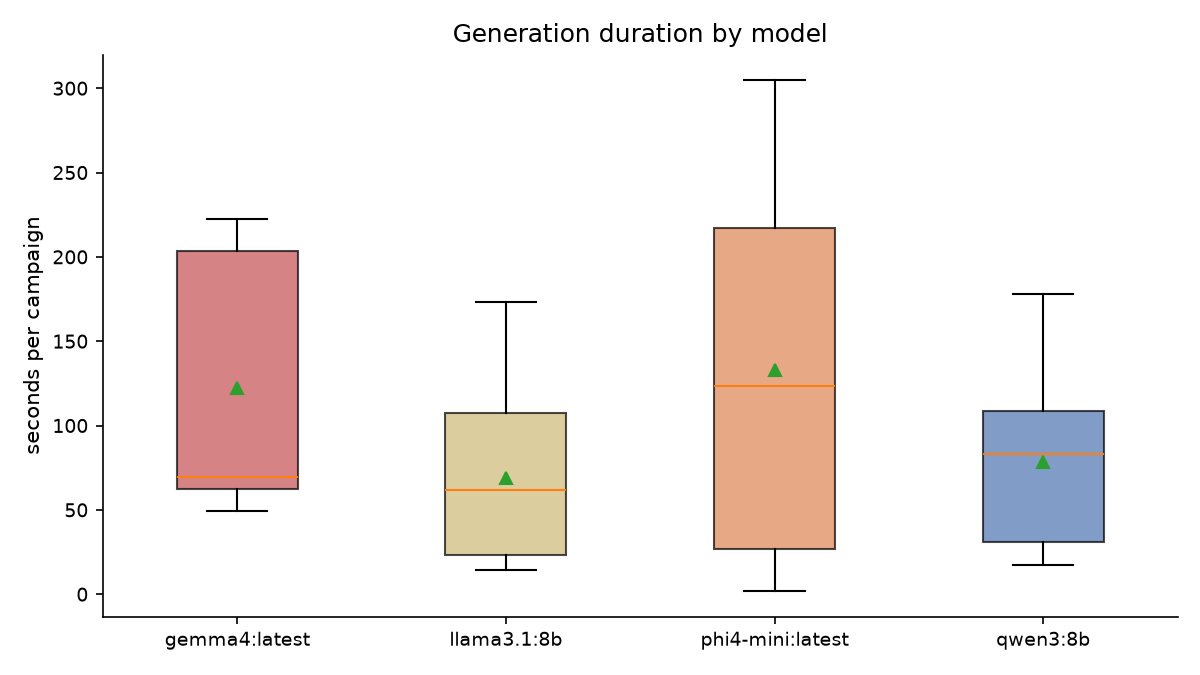 Generation duration by model
seconds per campaign
300
250
200
150
100
50
0
gemma4:latest
llama3.1:8b
phi4-mini:latest
qwen3:8b